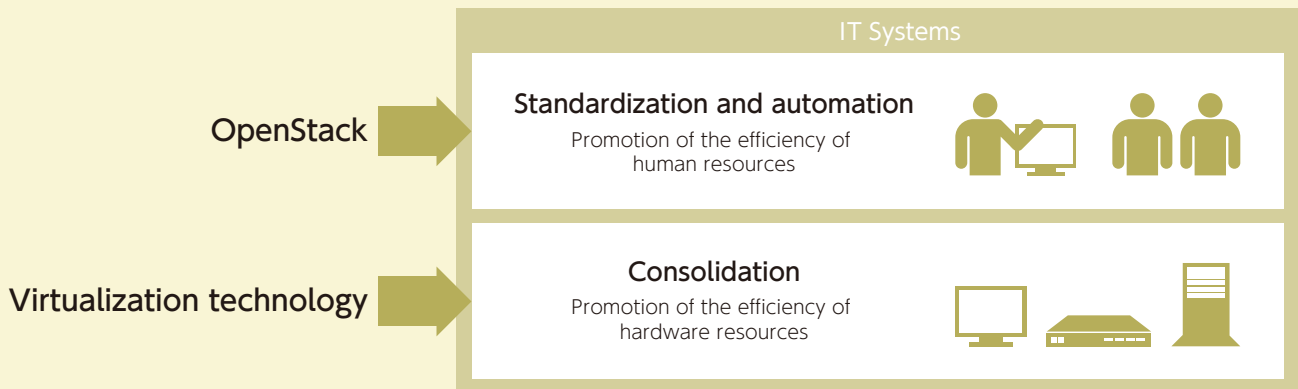 IT Systems
OpenStack
Standardization and automation
Promotion of the efficiency of
human resources
Virtualization technology
Consolidation
Promotion of the efficiency of
hardware resources